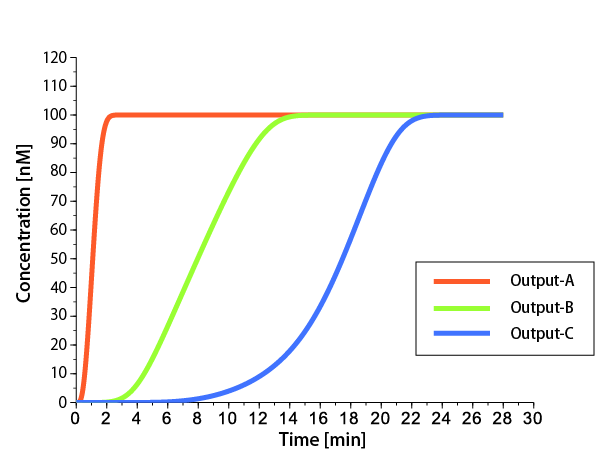 120
110
100
90
80
70
60
50
40
30
20
10
0
0 2 4 6 8 10 12 14 16 18 20 22 24 26 28 30
Concentration [nM]
Time [min]
Output-A
Output-B
Output-C